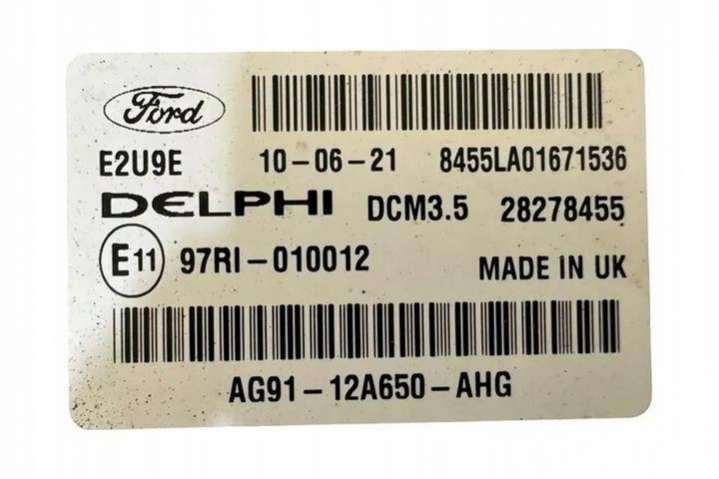 Ford
E2U9E 10-06-21 8455LA01671536
DELPHI DCM3.5 28278455
E11 97RI-010012 MADE IN UK
AG91-12A650-AHG